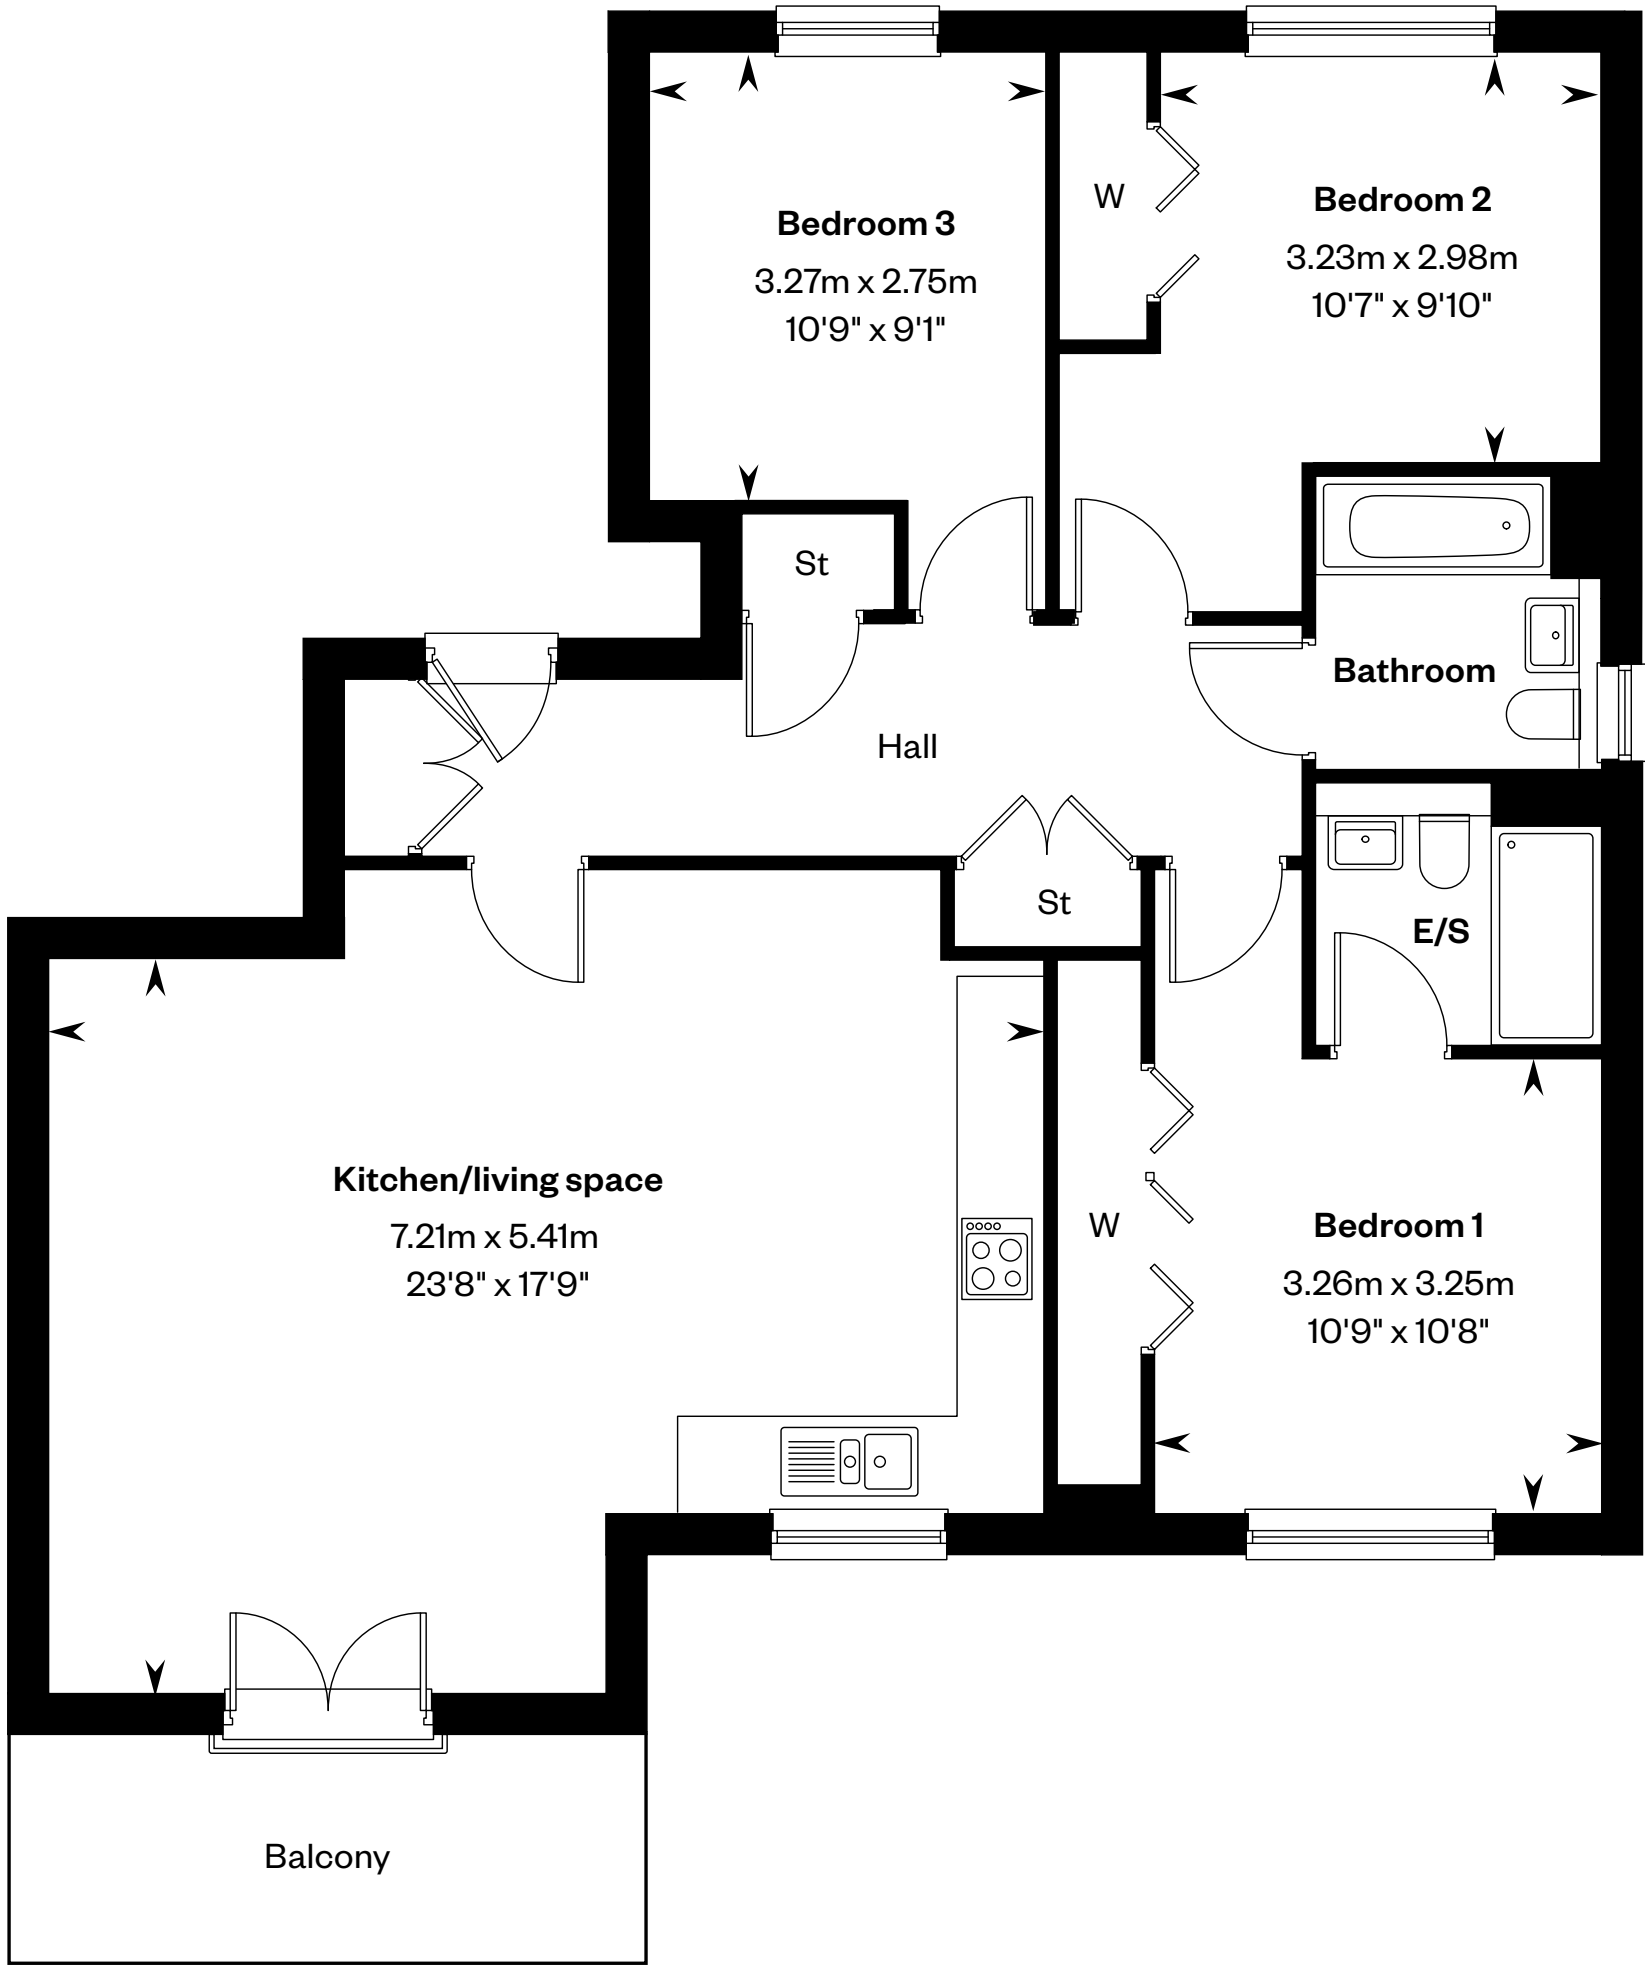 Bedroom 3
3.27m x 2.75m
10'9" x 9'1"
W
Bedroom 2
3.23m x 2.98m
10'7" x 9'10"
St
Bathroom
Hall
St
E/S
Kitchen/living space
7.21m x 5.41m
23'8" x 17'9"
W
Bedroom 1
3.26m x 3.25m
10'9" x 10'8"
Balcony